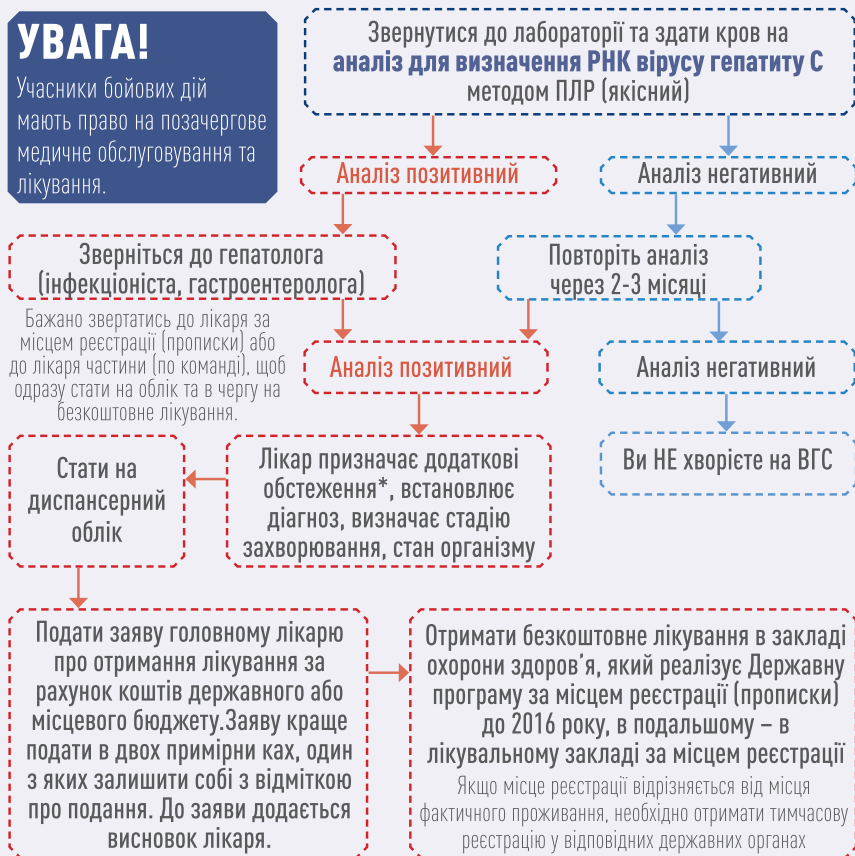 УВАГА!
Учасники бойових дій
мають право на позачергове
медичне обслуговування та
лікування.
Звернутися до лабораторії та здати кров на
аналіз для визначення РНК вірусу гепатиту С
методом ПЛР (якісний)
Аналіз позитивний
Аналіз негативний
Зверніться до гепатолога
(інфекціоніста, гастроентеролога)
Повторіть аналіз
через 2-3 місяці
Бажано звертатись до лікаря за
місцем реєстрації (прописки) або
до лікаря частини (по команді), щоб
одразу стати на облік та в чергу на
безкоштовне лікування.
Аналіз позитивний
Аналіз негативний
Стати на
диспансерний
облік
Лікар призначає додаткові
обстеження*, встановлює
діагноз, визначає стадію
захворювання, стан організму
Ви НЕ хворієте на ВГС
Подати заяву головному лікарю
про отримання лікування за
рахунок коштів державного або
місцевого бюджету.Заяву краще
подати в двох примірни ках, один
з яких залишити собі з відміткою
про подання. До заяви додається
висновок лікаря.
Отримати безкоштовне лікування в закладі
охорони здоров’я, який реалізує Державну
програму за місцем реєстрації (прописки)
до 2016 року, в подальшому – в
лікувальному закладі за місцем реєстрації
Якщо місце реєстрації відрізняється від місця
фактичного проживання, необхідно отримати тимчасову
реєстрацію у відповідних державних органах